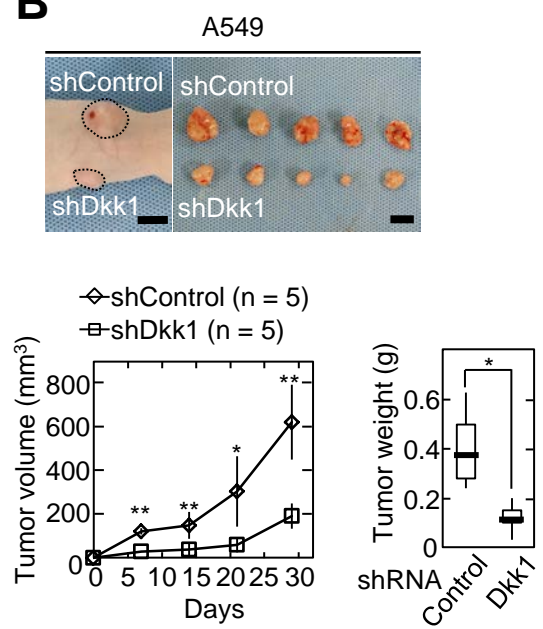 B
A549
shControl
shControl
shDkk1
shDkk1
shControl (n = 5)
shDkk1 (n = 5)
Tumor volume (mm³)
800
600
400
200
0
**
**
*
**
0 5 10 15 20 25 30
Days
Tumor weight (g)
0.6
0.4
0.2
0
*
shRNA
Control
Dkk1